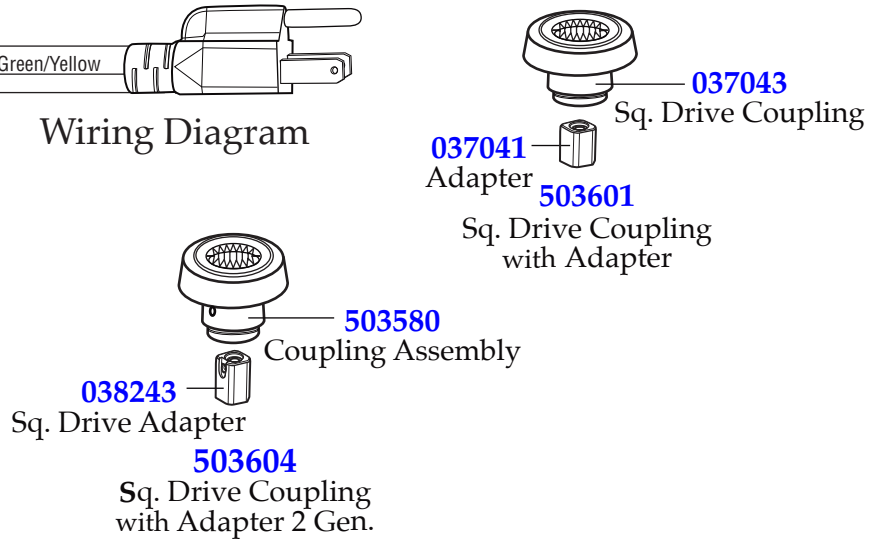 Green/Yellow
Wiring Diagram
037043
Sq. Drive Coupling
037041
Adapter
503601
Sq. Drive Coupling
with Adapter
503580
Coupling Assembly
038243
Sq. Drive Adapter
503604
Sq. Drive Coupling
with Adapter 2 Gen.